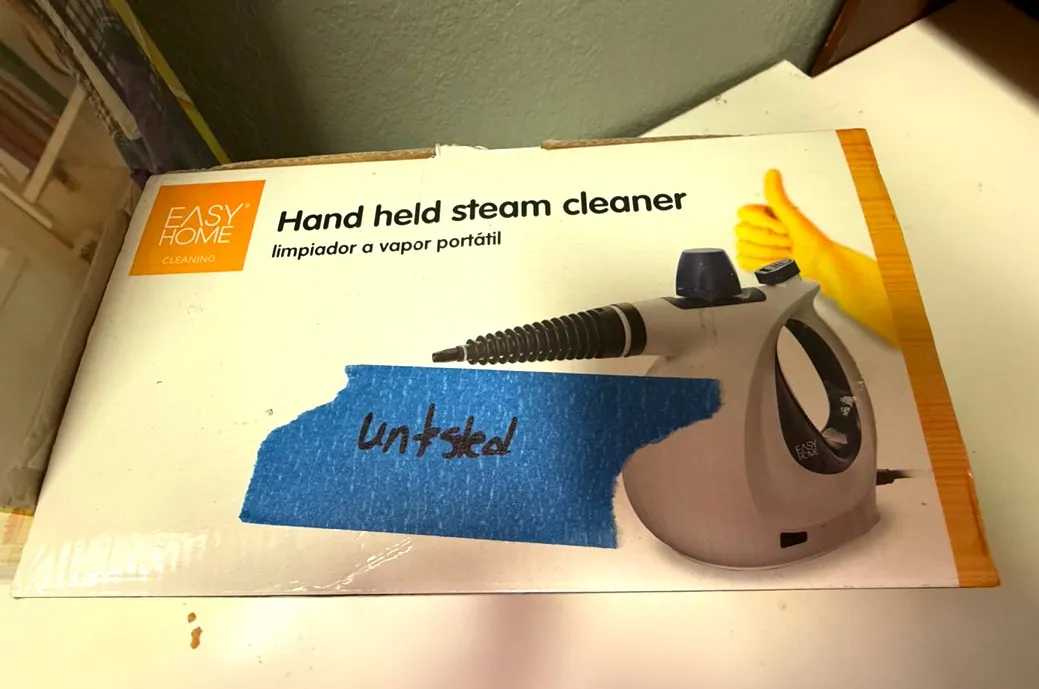 EASY®
HOME
CLEANING
Hand held steam cleaner
limpiador a vapor portátil
untsted
EASY
HOME